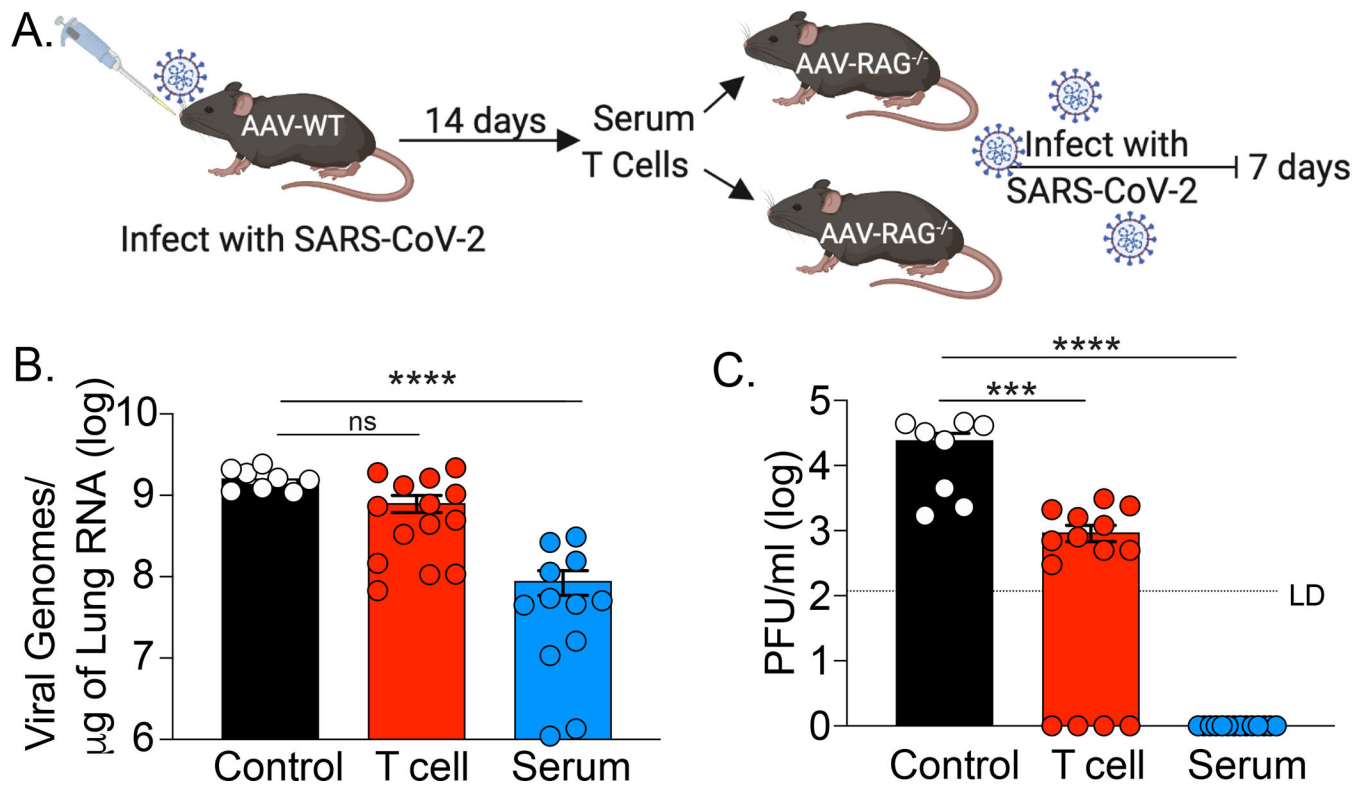 A.
AAV-WT
Infect with SARS-CoV-2
14 days
Serum
T Cells
AAV-RAG-/-
AAV-RAG-/-
Infect with
SARS-CoV-2
7 days
B.
Viral Genomes/
μg of Lung RNA (log)
10
9
8
7
6
****
ns
Control
T cell
Serum
C.
PFU/ml (log)
5
4
3
2
1
0
****
***
LD
Control
T cell
Serum